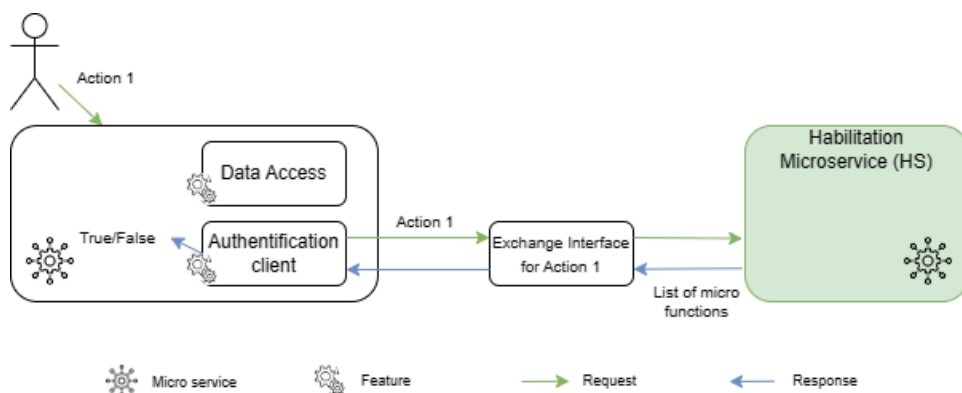 Action 1
Habilitation
Microservice (HS)
Data Access
Action 1
True/False
Authentification
client
Exchange Interface
for Action 1
List of micro
functions
Micro service
Feature
Request
Response